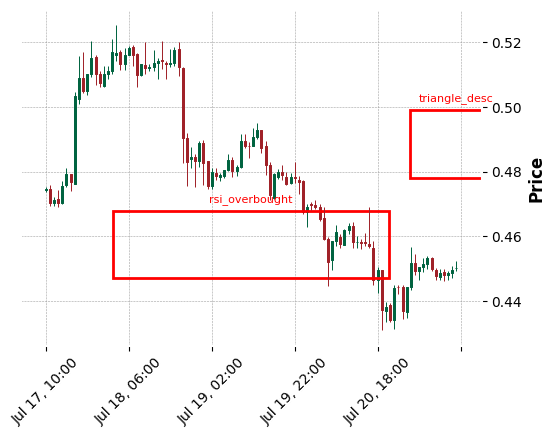 0.52
triangle_desc
0.50
0.48
rsi_overbought
0.46
0.44
Price
Jul 17, 10:00
Jul 18, 06:00
Jul 19, 02:00
Jul 19, 22:00
Jul 20, 18:00